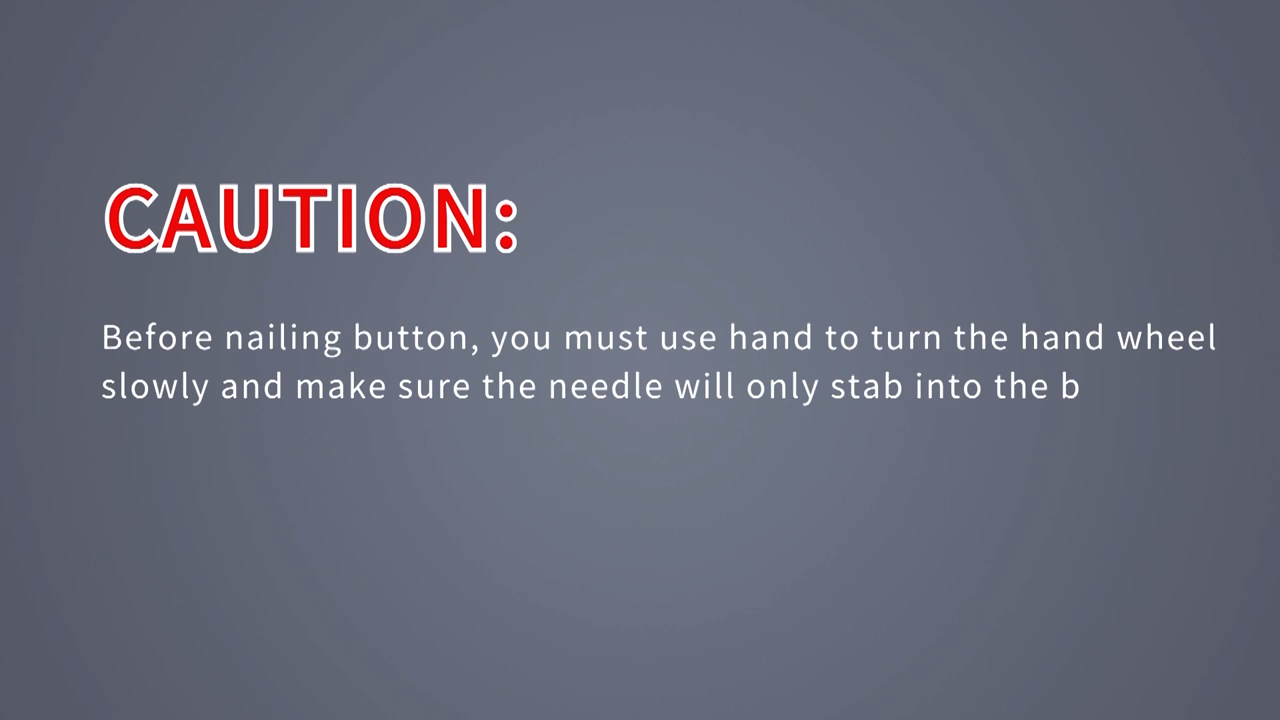 CAUTION:
Before nailing button, you must use hand to turn the hand wheel
slowly and make sure the needle will only stab into the b